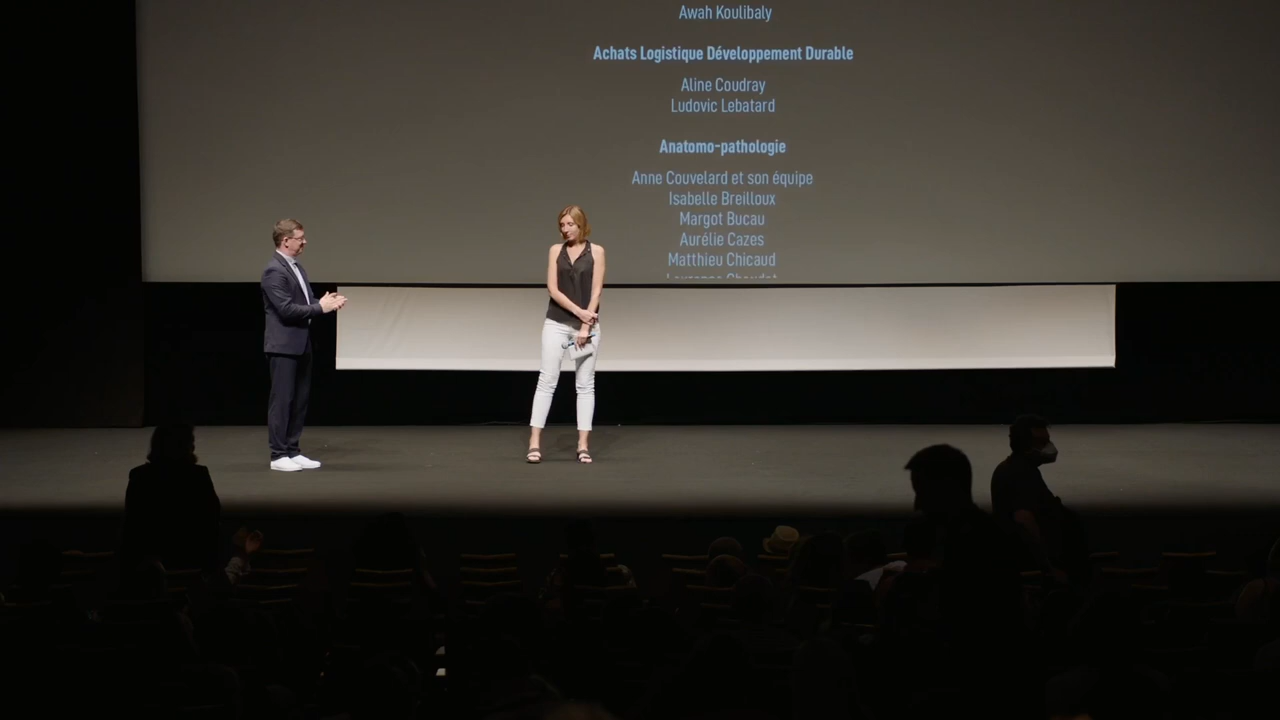 Awah Koulibaly
Achats Logistique Développement Durable
Aline Coudray
Ludovic Lebatard
Anatomo-pathologie
Anne Couvelard et son équipe
Isabelle Breilloux
Margot Bucau
Aurélie Cazes
Matthieu Chicaud